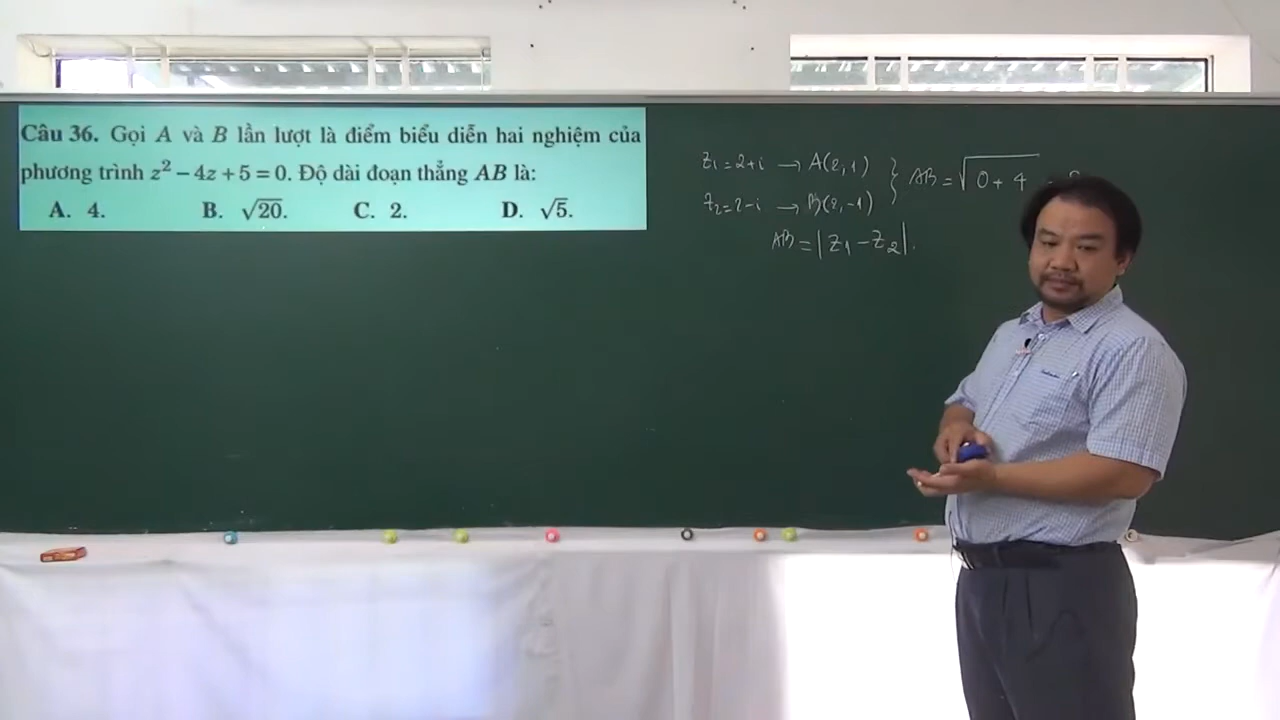 Câu 36. Gọi A và B lần lượt là điểm biểu diễn hai nghiệm của
phương trình z² − 4z + 5 = 0. Độ dài đoạn thẳng AB là:
A. 4. B. √20. C. 2. D. √5.
z₁ = 2+i → A(2,1)
z₂ = 2−i → B(2,−1)
} AB = √(0 + 4)
AB = |z₁ − z₂|.